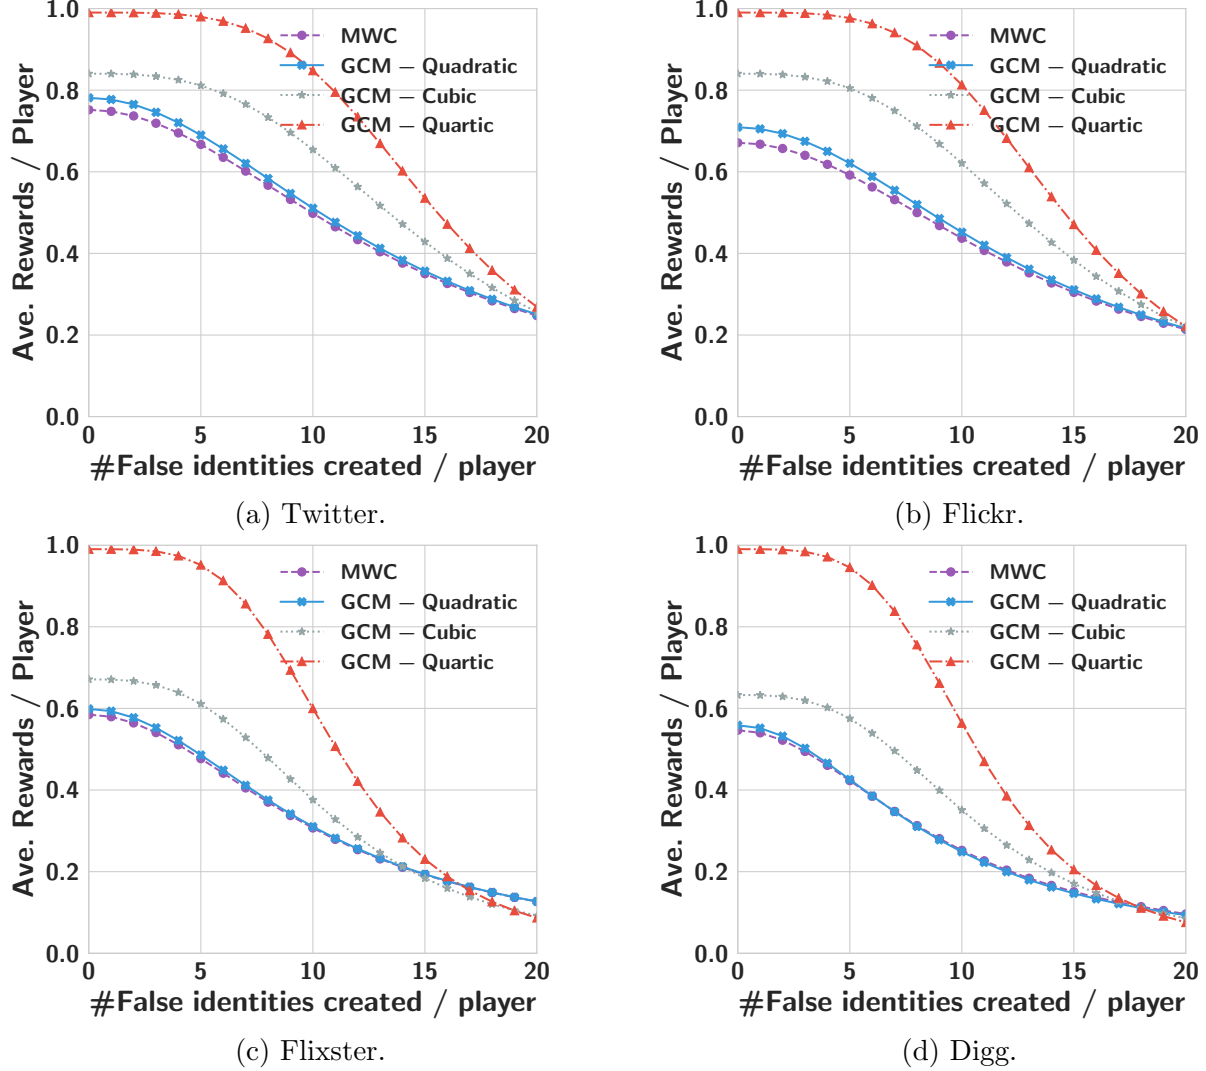 1.0
0.8
0.6
0.4
0.2
0.0
Ave. Rewards / Player
MWC
GCM – Quadratic
GCM – Cubic
GCM – Quartic
0 5 10 15 20
#False identities created / player
(a) Twitter.
1.0
0.8
0.6
0.4
0.2
0.0
Ave. Rewards / Player
MWC
GCM – Quadratic
GCM – Cubic
GCM – Quartic
0 5 10 15 20
#False identities created / player
(b) Flickr.
1.0
0.8
0.6
0.4
0.2
0.0
Ave. Rewards / Player
MWC
GCM – Quadratic
GCM – Cubic
GCM – Quartic
0 5 10 15 20
#False identities created / player
(c) Flixster.
1.0
0.8
0.6
0.4
0.2
0.0
Ave. Rewards / Player
MWC
GCM – Quadratic
GCM – Cubic
GCM – Quartic
0 5 10 15 20
#False identities created / player
(d) Digg.